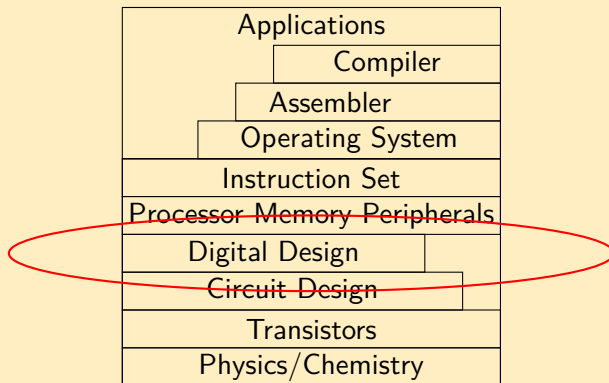 Applications
Compiler
Assembler
Operating System
Instruction Set
Processor Memory Peripherals
Digital Design
Circuit Design
Transistors
Physics/Chemistry